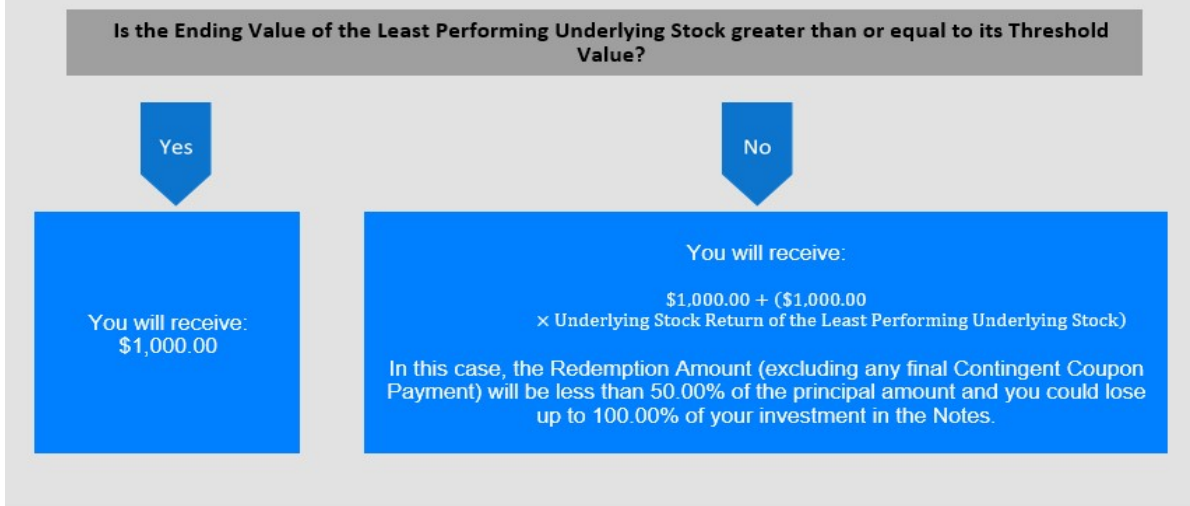 Is the Ending Value of the Least Performing Underlying Stock greater than or equal to its Threshold
Value?
Yes
No
You will receive:
$1,000.00
You will receive:
$1,000.00 + ($1,000.00
× Underlying Stock Return of the Least Performing Underlying Stock)
In this case, the Redemption Amount (excluding any final Contingent Coupon
Payment) will be less than 50.00% of the principal amount and you could lose
up to 100.00% of your investment in the Notes.